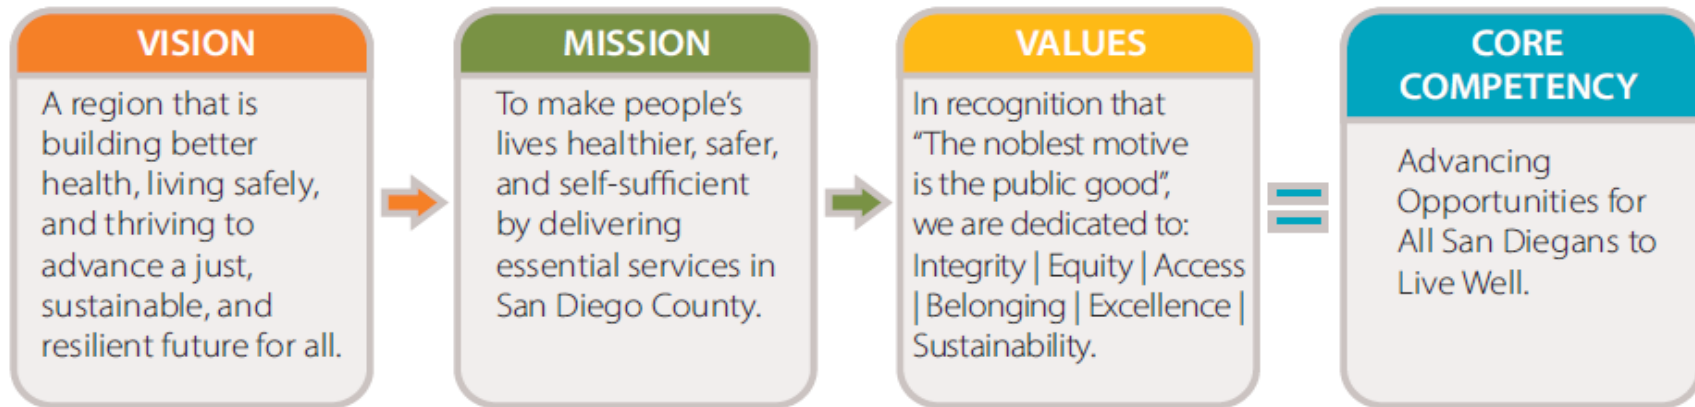 VISION
A region that is
building better
health, living safely,
and thriving to
advance a just,
sustainable, and
resilient future for all.
MISSION
To make people's
lives healthier, safer,
and self-sufficient
by delivering
essential services in
San Diego County.
VALUES
In recognition that
“The noblest motive
is the public good”,
we are dedicated to:
Integrity | Equity | Access
| Belonging | Excellence |
Sustainability.
CORE
COMPETENCY
Advancing
Opportunities for
All San Diegans to
Live Well.